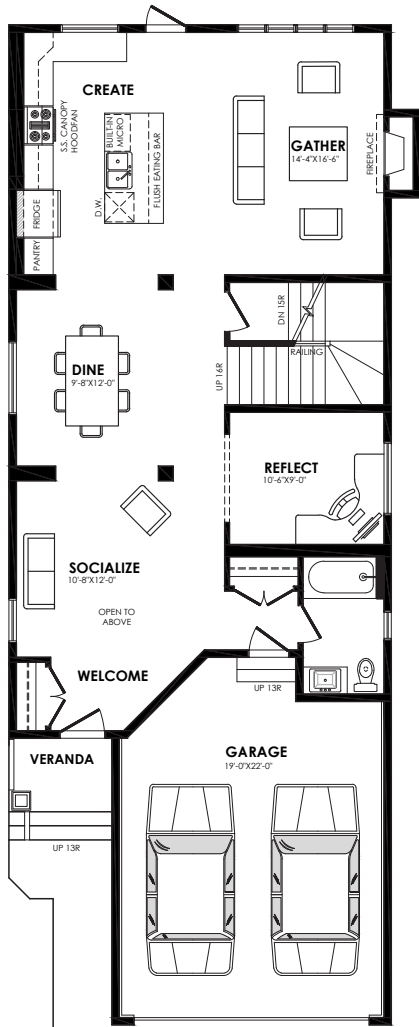 CREATE
S.S. CANOPY
HOODFAN
BUILT-IN
MICRO
D.W.
FLUSH EATING BAR
GATHER
14'-4"X16'-6"
FIREPLACE
FRIDGE
PANTRY
DN 15R
RAILING
UP 16R
DINE
9'-8"X12'-0"
REFLECT
10'-6"X9'-0"
SOCIALIZE
10'-8"X12'-0"
OPEN TO
ABOVE
WELCOME
UP 13R
VERANDA
GARAGE
19'-0"X22'-0"
UP 13R